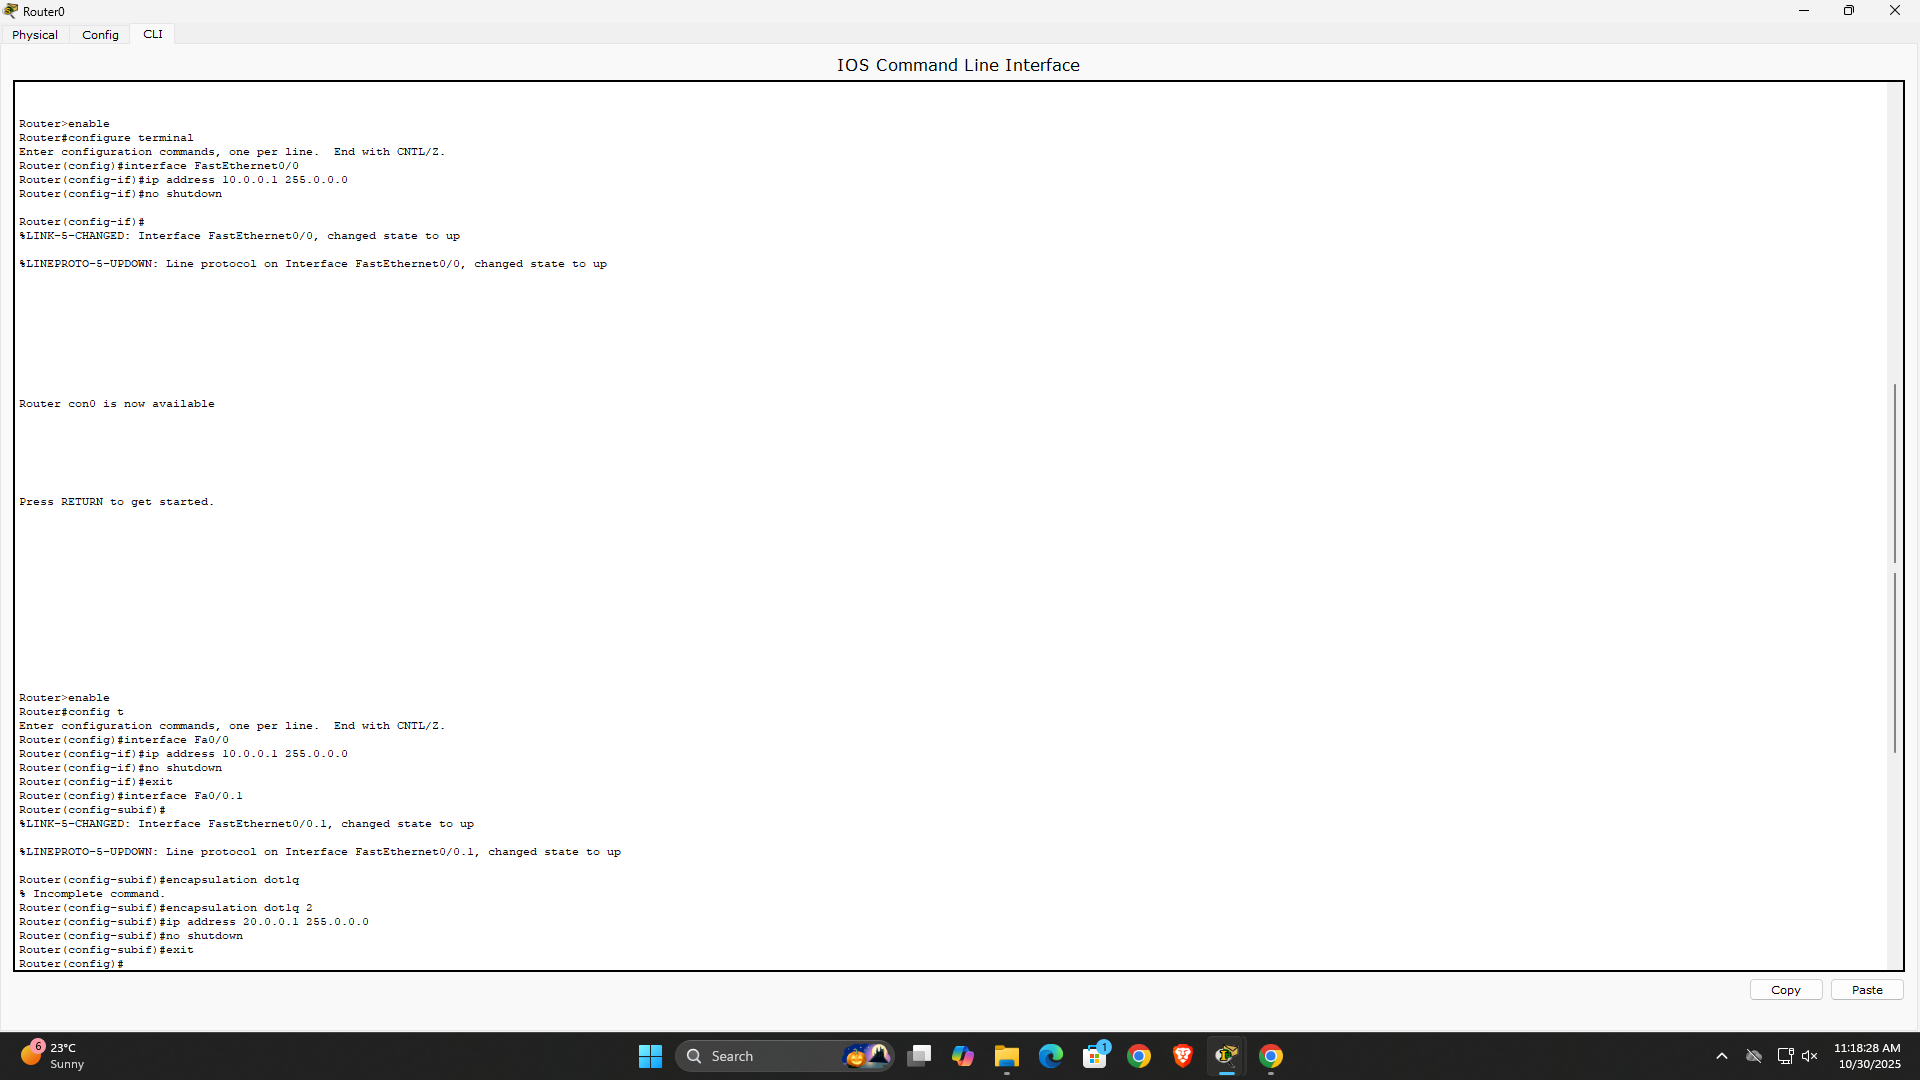 Router0
Physical
Config
CLI
IOS Command Line Interface
Router>enable
Router#configure terminal
Enter configuration commands, one per line.  End with CNTL/Z.
Router(config)#interface FastEthernet0/0
Router(config-if)#ip address 10.0.0.1 255.0.0.0
Router(config-if)#no shutdown
Router(config-if)#
%LINK-5-CHANGED: Interface FastEthernet0/0, changed state to up
%LINEPROTO-5-UPDOWN: Line protocol on Interface FastEthernet0/0, changed state to up
Router con0 is now available
Press RETURN to get started.
Router>enable
Router#config t
Enter configuration commands, one per line.  End with CNTL/Z.
Router(config)#interface Fa0/0
Router(config-if)#ip address 10.0.0.1 255.0.0.0
Router(config-if)#no shutdown
Router(config-if)#exit
Router(config)#interface Fa0/0.1
Router(config-subif)#
%LINK-5-CHANGED: Interface FastEthernet0/0.1, changed state to up
%LINEPROTO-5-UPDOWN: Line protocol on Interface FastEthernet0/0.1, changed state to up
Router(config-subif)#encapsulation dot1q
% Incomplete command.
Router(config-subif)#encapsulation dot1q 2
Router(config-subif)#ip address 20.0.0.1 255.0.0.0
Router(config-subif)#no shutdown
Router(config-subif)#exit
Router(config)#
Copy
Paste
6
23°C
Sunny
Search
1
11:18:28 AM
10/30/2025